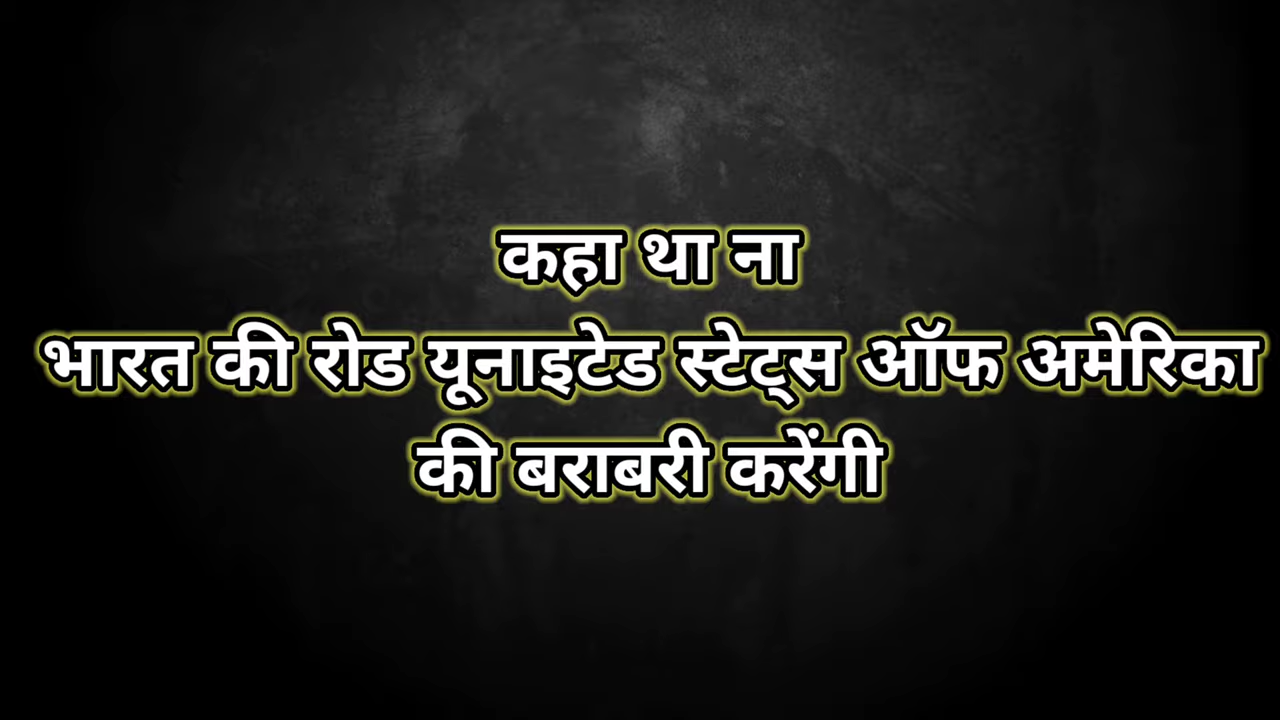 कहा था ना
भारत की रोड यूनाइटेड स्टेट्स ऑफ अमेरिका
की बराबरी करेंगी